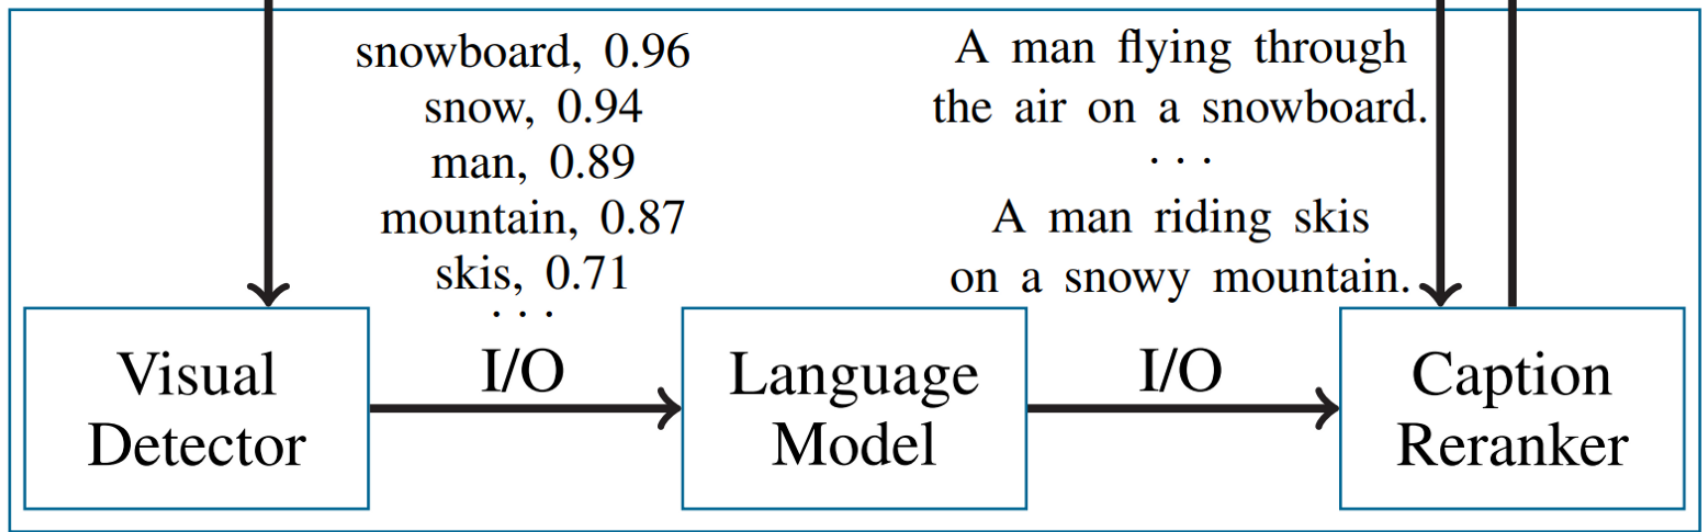 snowboard, 0.96
snow, 0.94
man, 0.89
mountain, 0.87
skis, 0.71
. . .
A man flying through
the air on a snowboard.
. . .
A man riding skis
on a snowy mountain.
Visual
Detector
I/O
Language
Model
I/O
Caption
Reranker